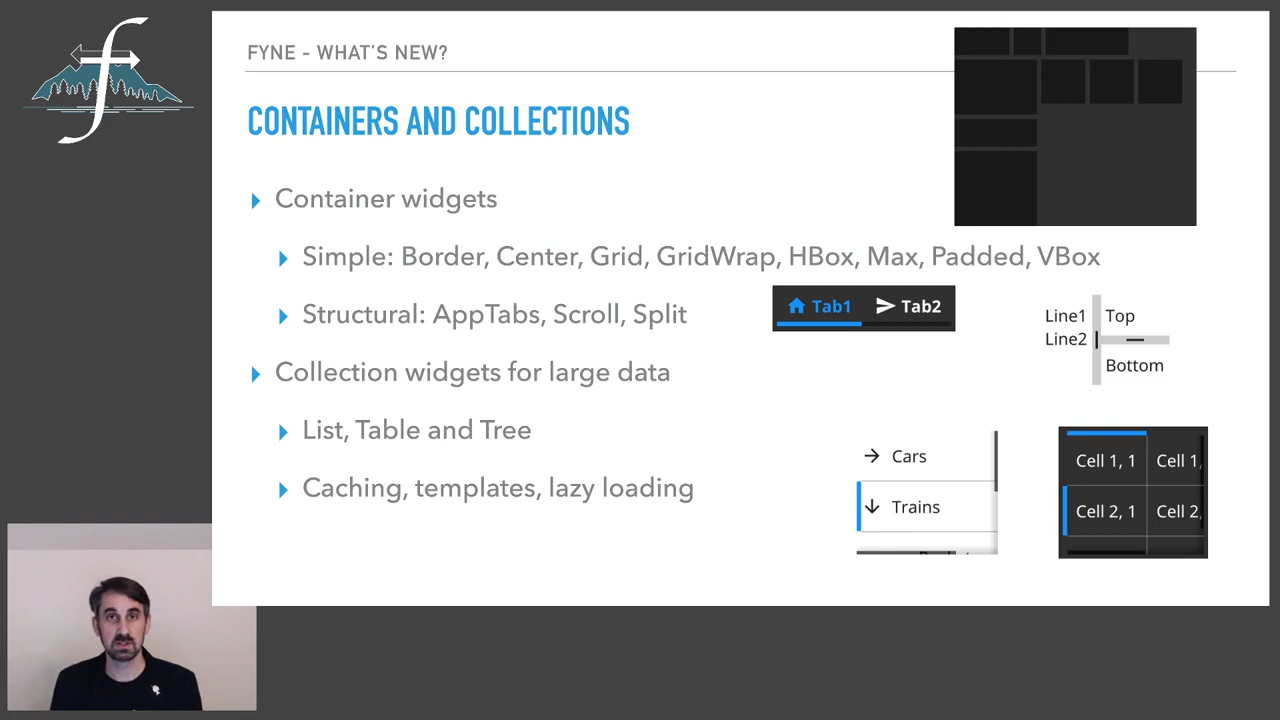 FYNE - WHAT'S NEW?
CONTAINERS AND COLLECTIONS
Container widgets
Simple: Border, Center, Grid, GridWrap, HBox, Max, Padded, VBox
Structural: AppTabs, Scroll, Split
Tab1 Tab2
Line1 Top
Line2
Bottom
Collection widgets for large data
List, Table and Tree
Caching, templates, lazy loading
Cars
Trains
Cell 1, 1 Cell 1,
Cell 2, 1 Cell 2,
f